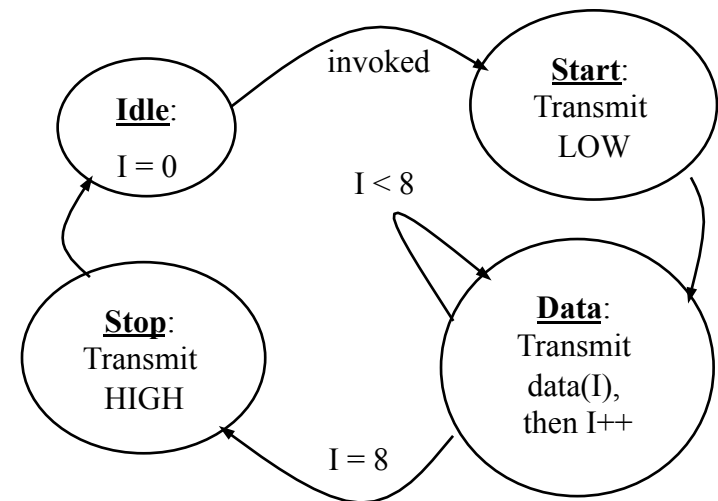 Idle:
I = 0
invoked
Start:
Transmit
LOW
I < 8
Data:
Transmit
data(I),
then I++
I = 8
Stop:
Transmit
HIGH